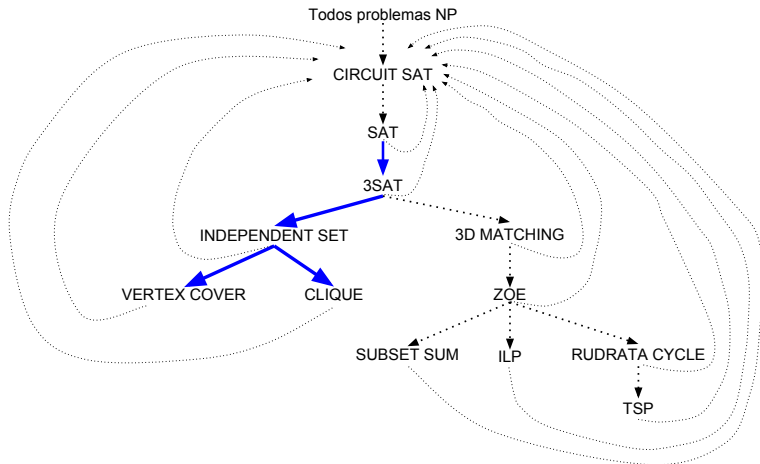 Todos problemas NP
CIRCUIT SAT
SAT
3SAT
INDEPENDENT SET
3D MATCHING
VERTEX COVER
CLIQUE
ZOE
SUBSET SUM
ILP
RUDRATA CYCLE
TSP